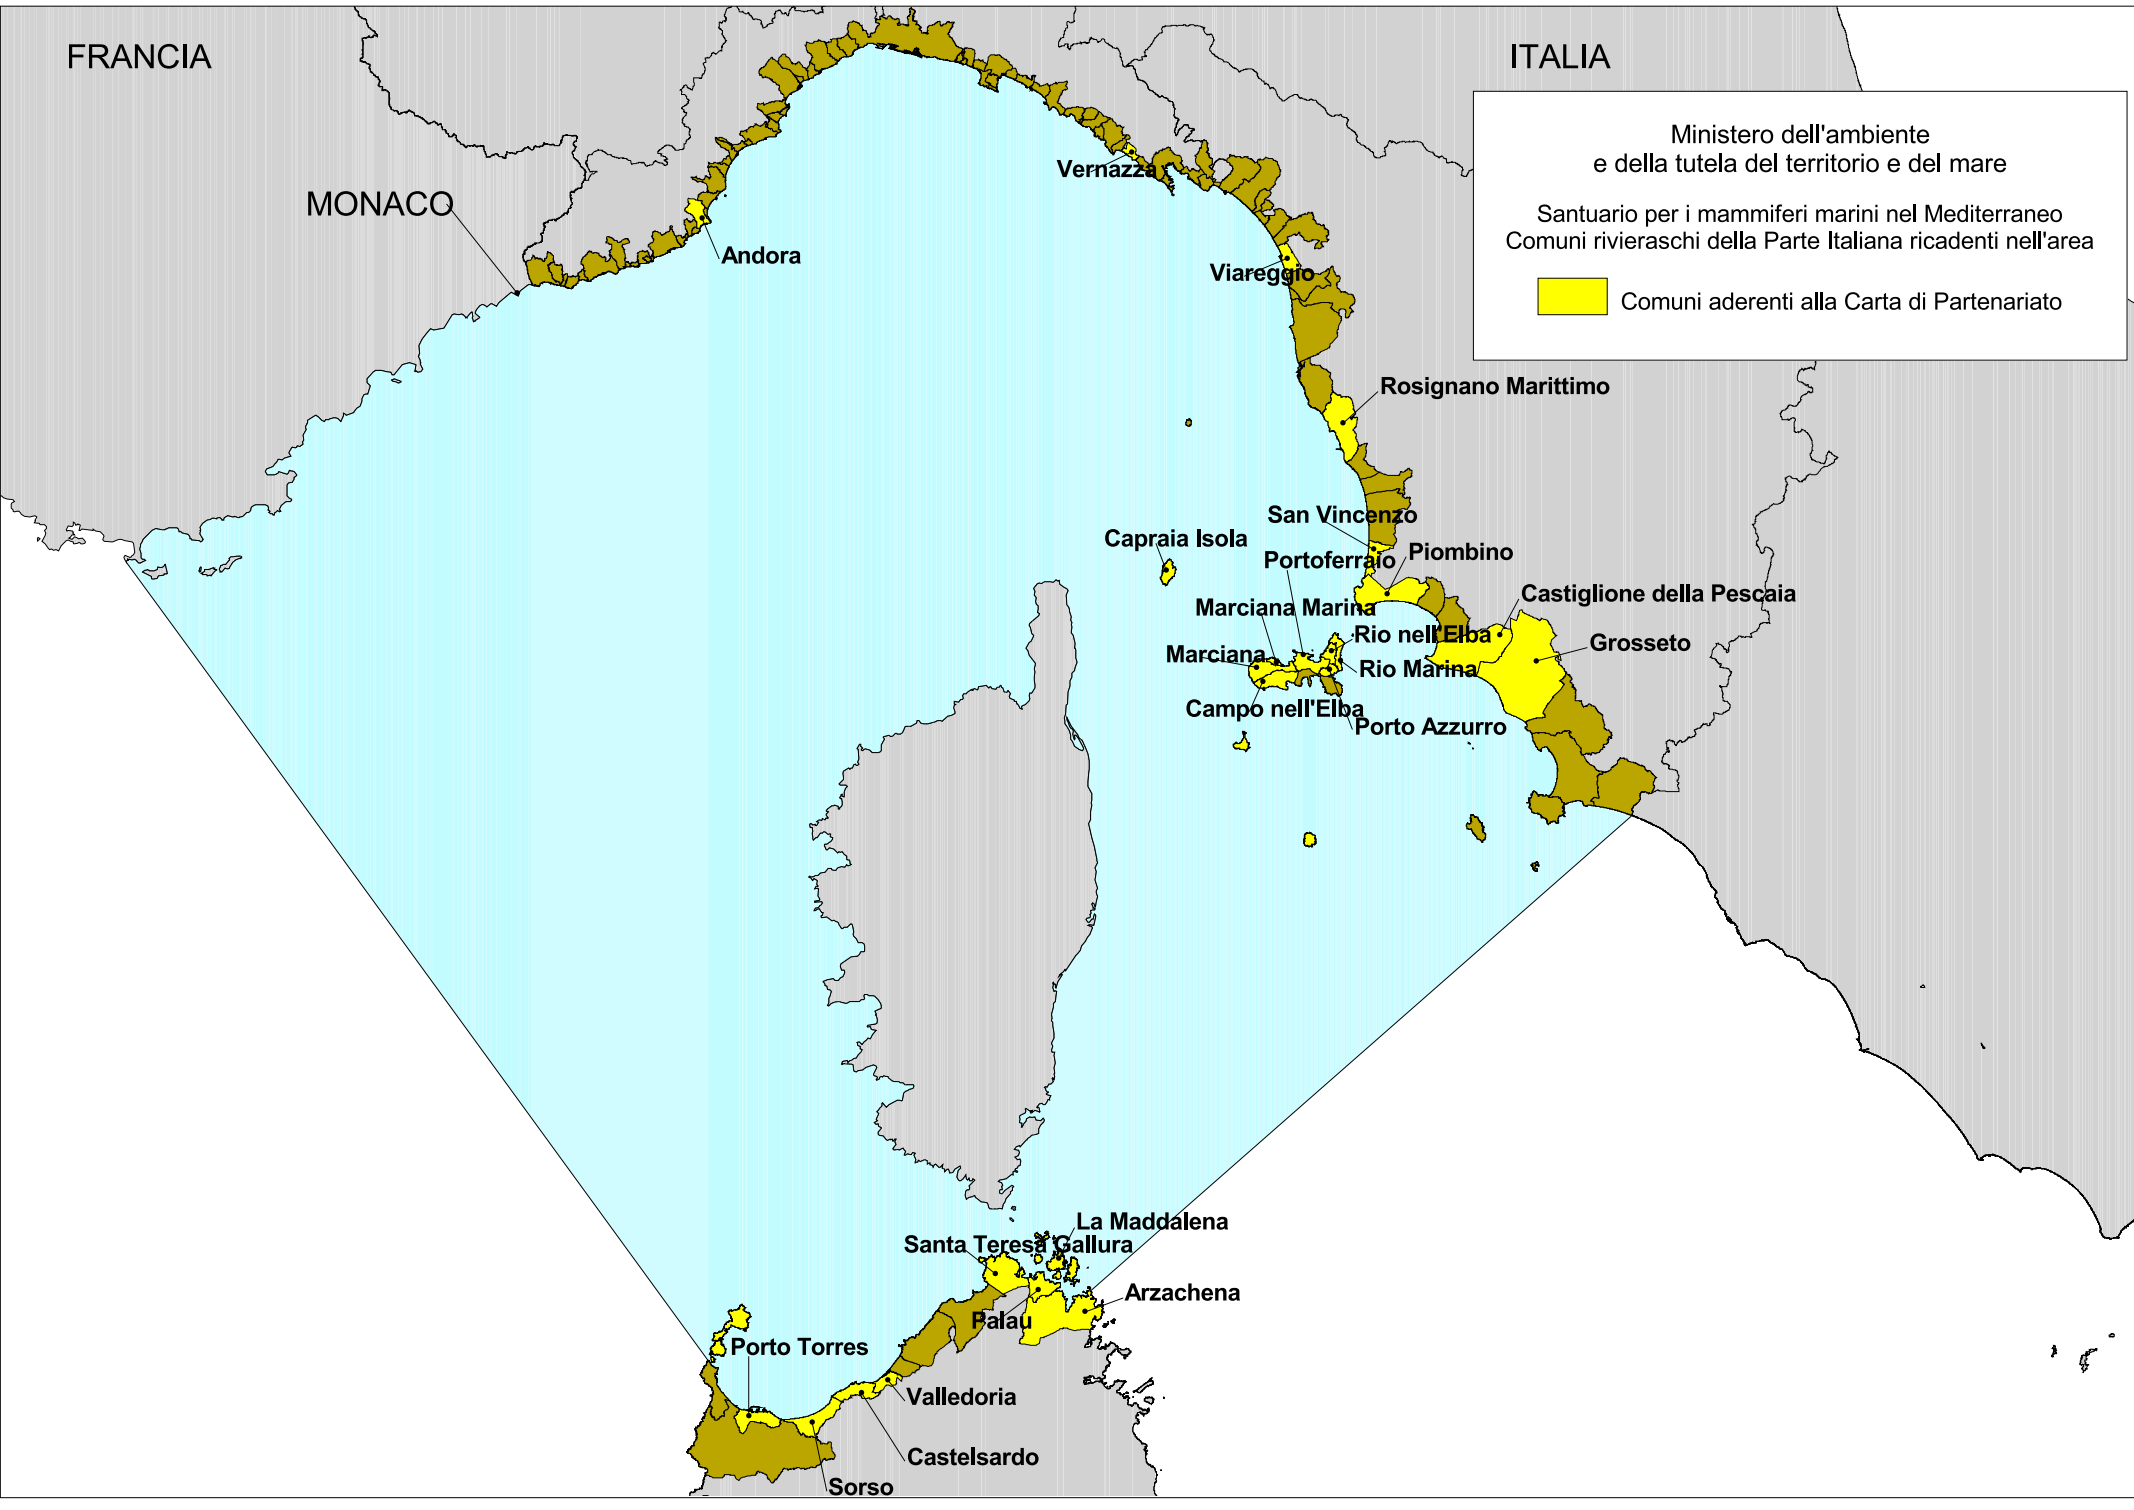 FRANCIA
ITALIA
Ministero dell'ambiente
e della tutela del territorio e del mare
Santuario per i mammiferi marini nel Mediterraneo
Comuni rivieraschi della Parte Italiana ricadenti nell'area
Comuni aderenti alla Carta di Partenariato
MONACO
Vernazza
Andora
Viareggio
Rosignano Marittimo
San Vincenzo
Capraia Isola
Piombino
Portoferraio
Castiglione della Pescaia
Marciana Marina
Rio nell'Elba
Grosseto
Marciana
Rio Marina
Campo nell'Elba
Porto Azzurro
La Maddalena
Santa Teresa Gallura
Arzachena
Palau
Porto Torres
Valledoria
Castelsardo
Sorso